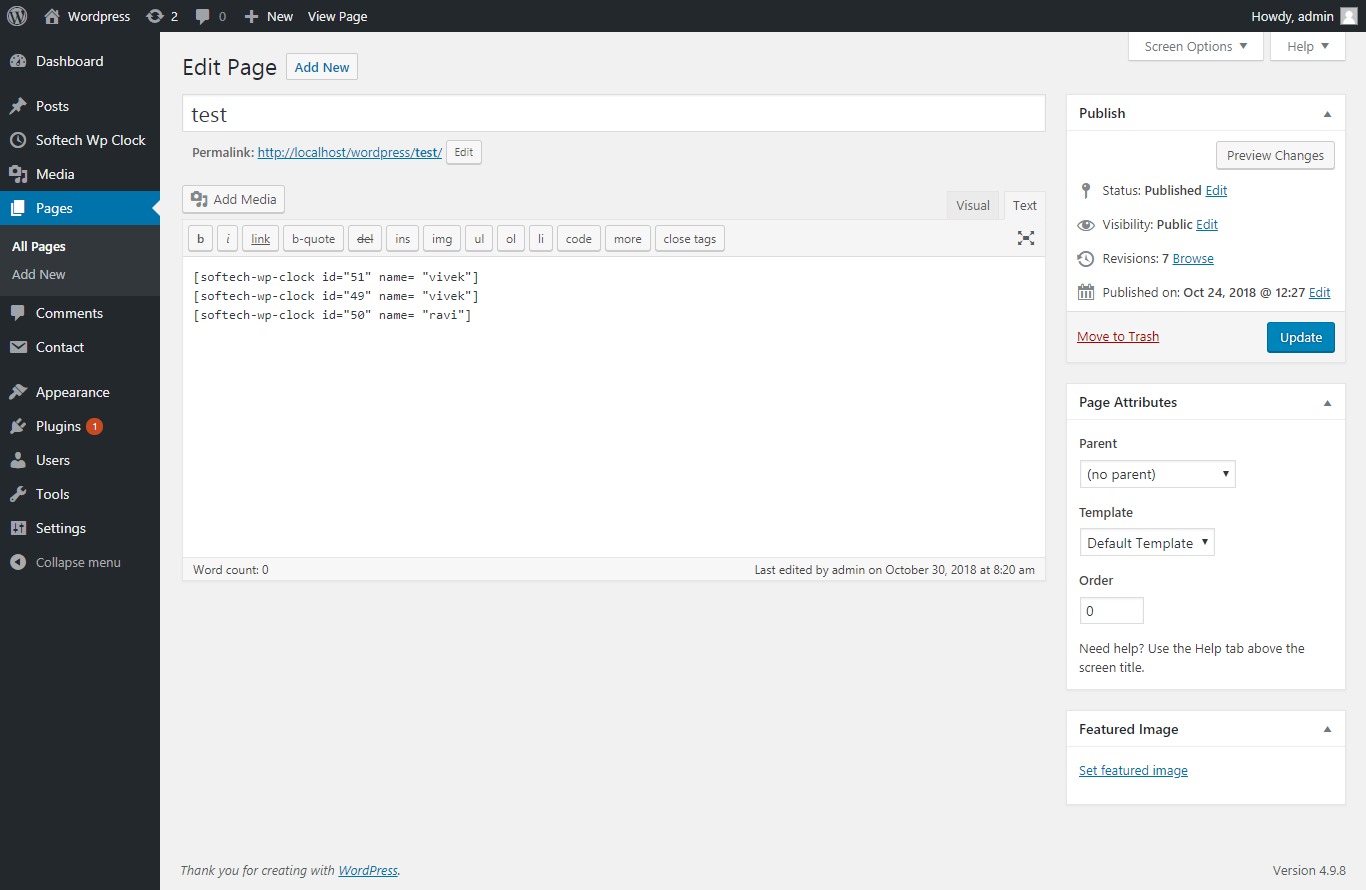 Wordpress 2 0 New View Page Howdy, admin
Screen Options Help
Dashboard
Posts
Softech Wp Clock
Media
Pages
All Pages
Add New
Comments
Contact
Appearance
Plugins 1
Users
Tools
Settings
Collapse menu
Edit Page Add New
test
Permalink: http://localhost/wordpress/test/ Edit
Add Media Visual Text
b i link b-quote del ins img ul ol li code more close tags
[softech-wp-clock id="51" name= "vivek"]
[softech-wp-clock id="49" name= "vivek"]
[softech-wp-clock id="50" name= "ravi"]
Word count: 0 Last edited by admin on October 30, 2018 at 8:20 am
Publish
Preview Changes
Status: Published Edit
Visibility: Public Edit
Revisions: 7 Browse
Published on: Oct 24, 2018 @ 12:27 Edit
Move to Trash Update
Page Attributes
Parent
(no parent)
Template
Default Template
Order
0
Need help? Use the Help tab above the
screen title.
Featured Image
Set featured image
Thank you for creating with WordPress. Version 4.9.8